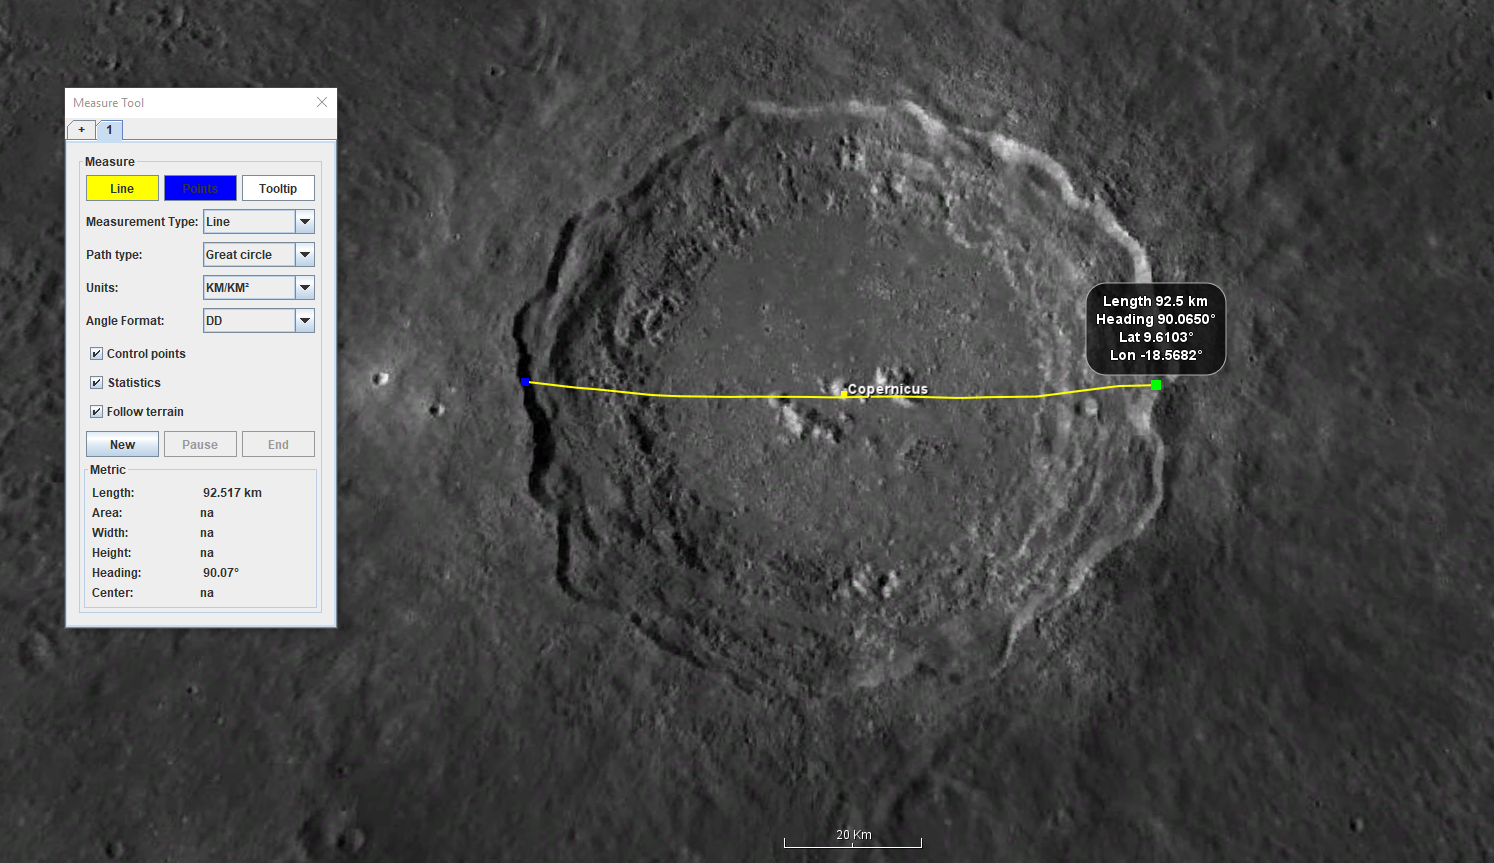 Measure Tool
+ 1
Measure
Line Points Tooltip
Measurement Type: Line
Path type: Great circle
Units: KM/KM²
Angle Format: DD
Control points
Statistics
Follow terrain
New Pause End
Metric
Length: 92.517 km
Area: na
Width: na
Height: na
Heading: 90.07°
Center: na
Length 92.5 km
Heading 90.0650°
Lat 9.6103°
Lon -18.5682°
Copernicus
20 Km